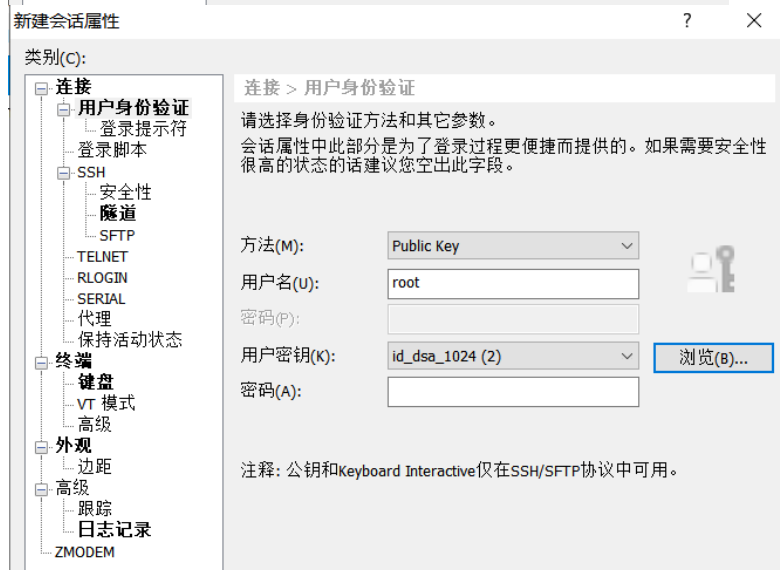 新建会话属性
?
类别(C):
连接
用户身份验证
登录提示符
登录脚本
SSH
安全性
隧道
SFTP
TELNET
RLOGIN
SERIAL
代理
保持活动状态
终端
键盘
VT 模式
高级
外观
边距
高级
跟踪
日志记录
ZMODEM
连接 > 用户身份验证
请选择身份验证方法和其它参数。
会话属性中此部分是为了登录过程更便捷而提供的。如果需要安全性
很高的状态的话建议您空出此字段。
方法(M): Public Key
用户名(U): root
密码(P):
用户密钥(K): id_dsa_1024 (2) 浏览(B)...
密码(A):
注释: 公钥和Keyboard Interactive仅在SSH/SFTP协议中可用。